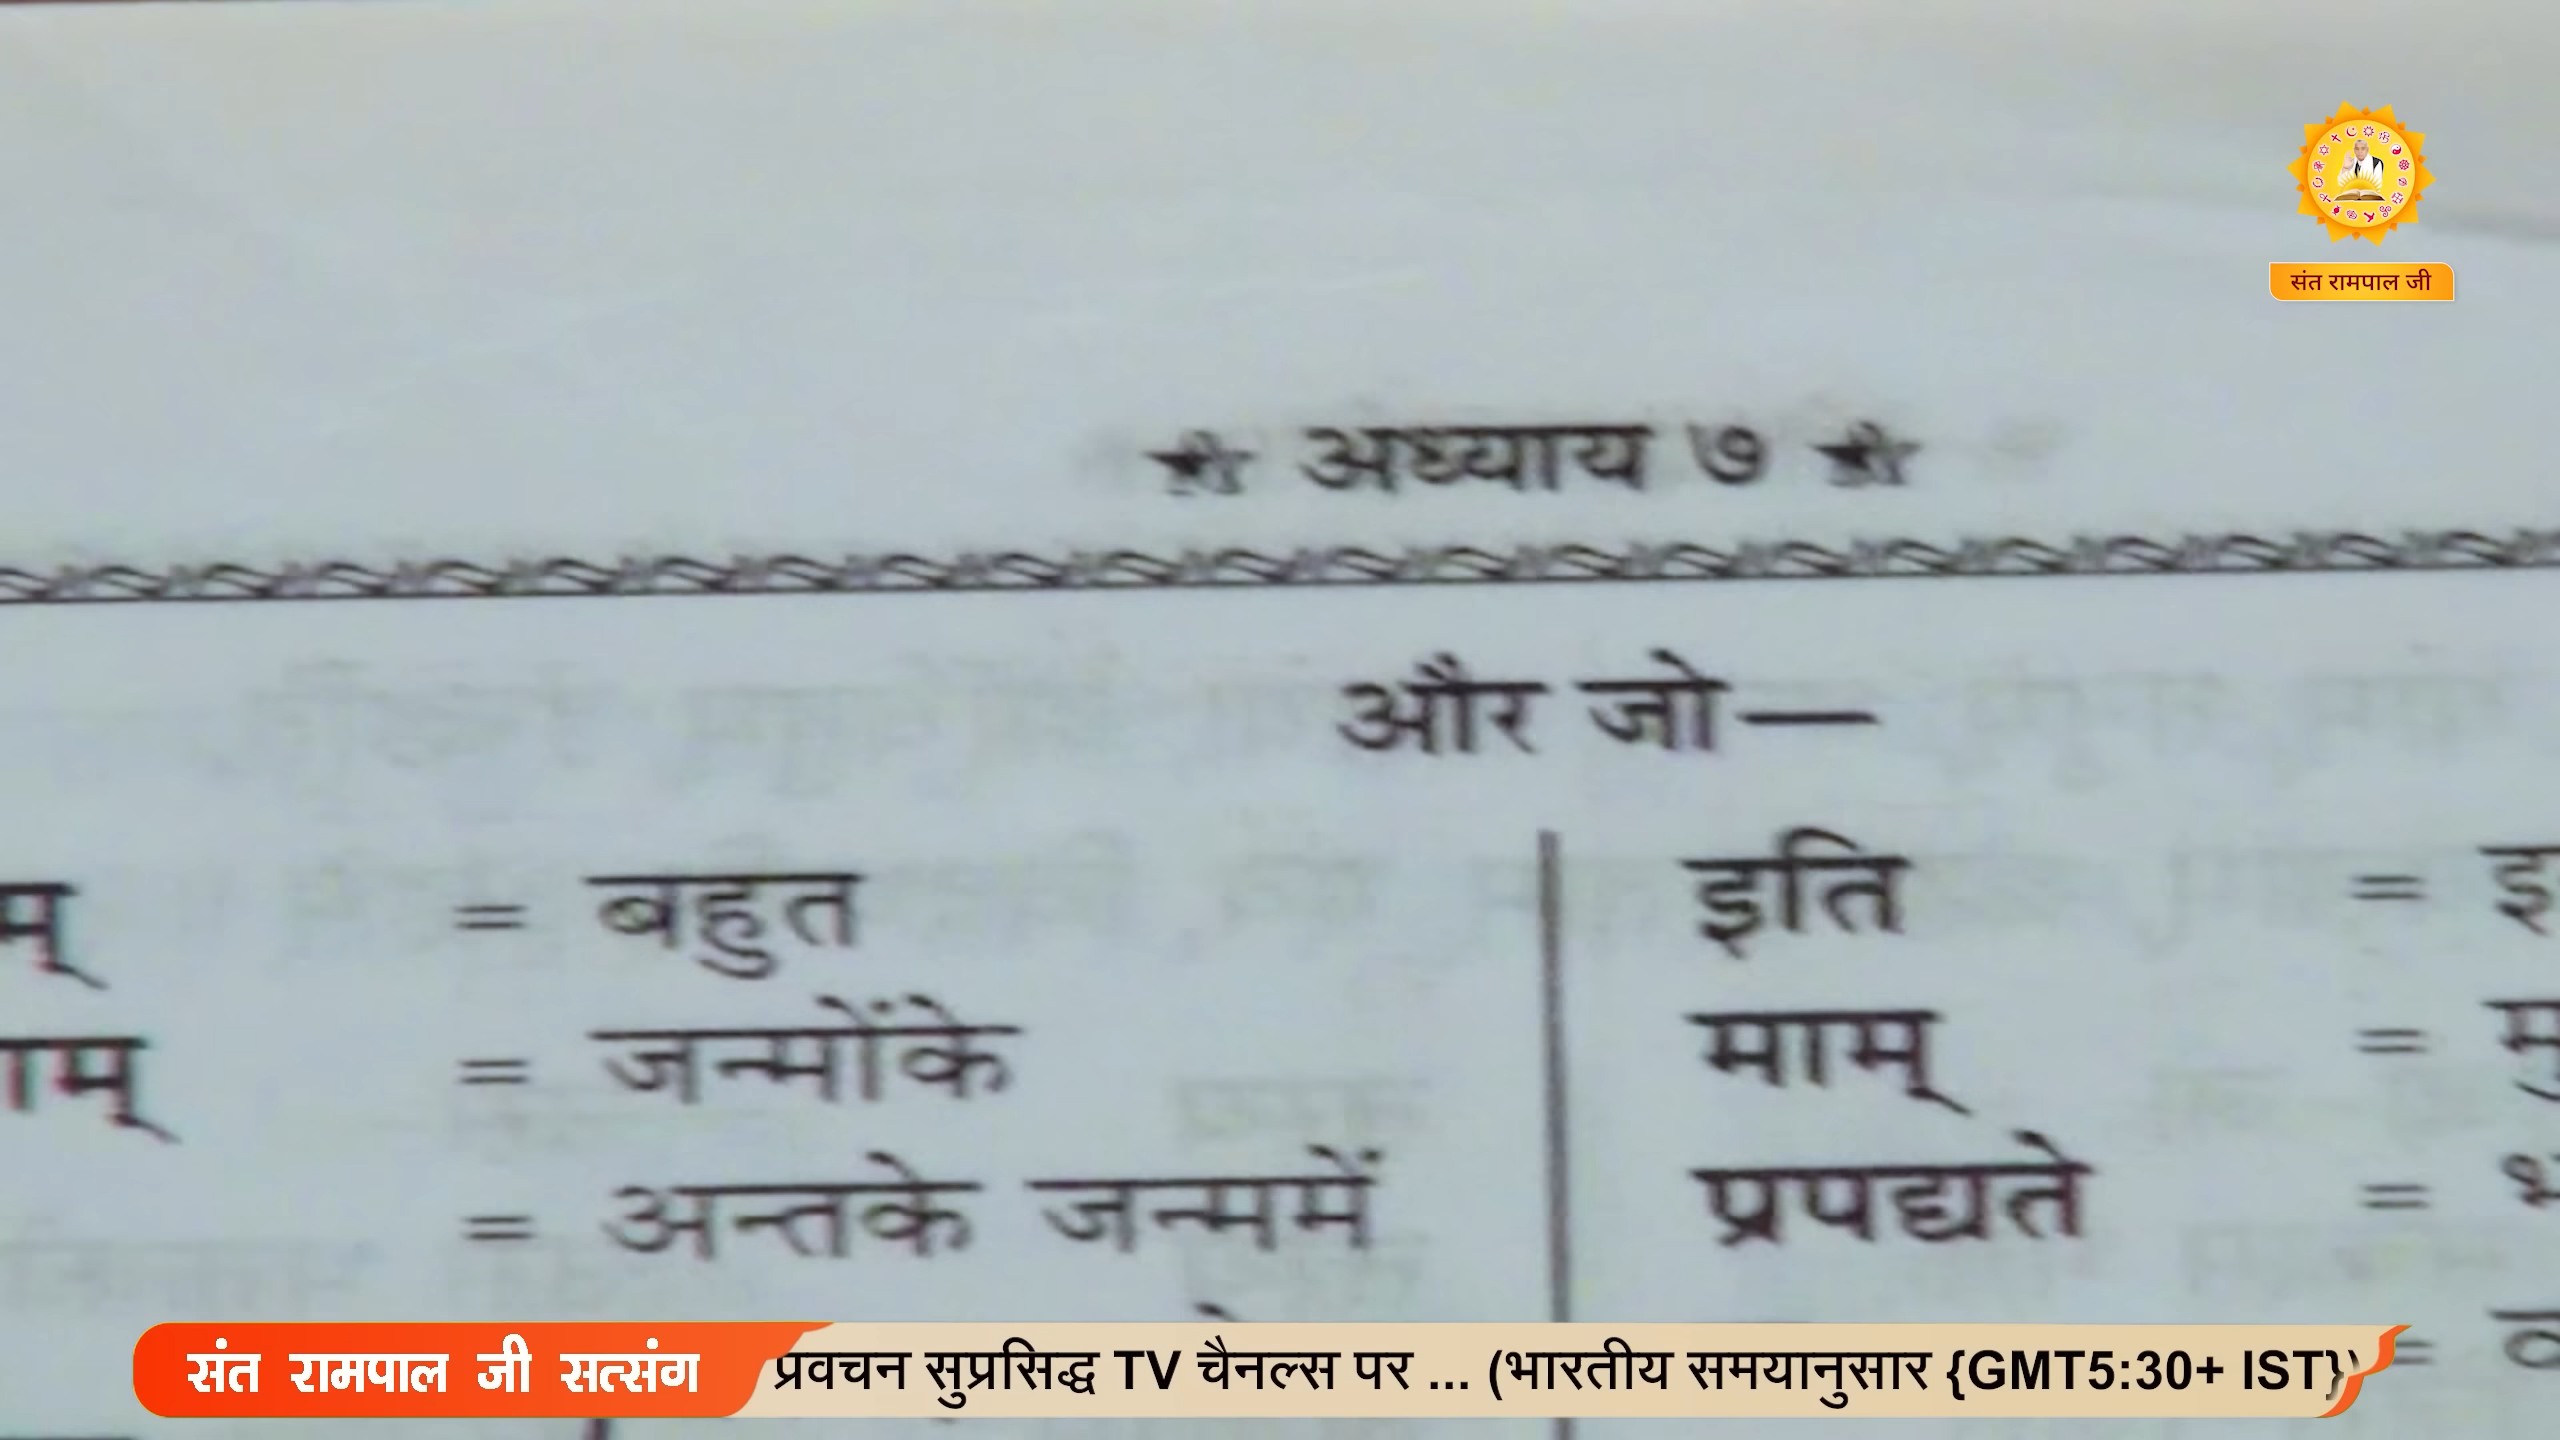 संत रामपाल जी
★ अध्याय ७ ★
और जो—
= बहुत
इति =
= जन्मोंके
माम् =
= अन्तके जन्ममें
प्रपद्यते =
संत रामपाल जी सत्संग
प्रवचन सुप्रसिद्ध TV चैनल्स पर ... (भारतीय समयानुसार {GMT5:30+ IST})